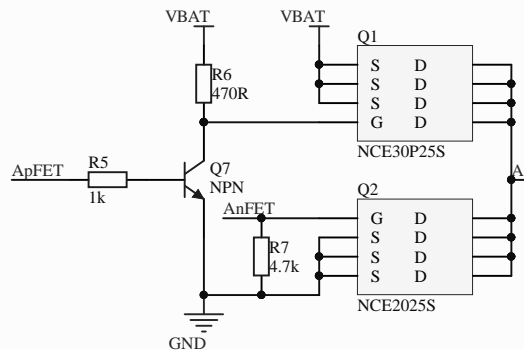 VBAT
VBAT
Q1
R6
470R
S D
S D
S D
G D
NCE30P25S
R5
ApFET
1k
Q7
NPN
Q2
AnFET
G D
S D
S D
S D
R7
4.7k
NCE2025S
GND
A